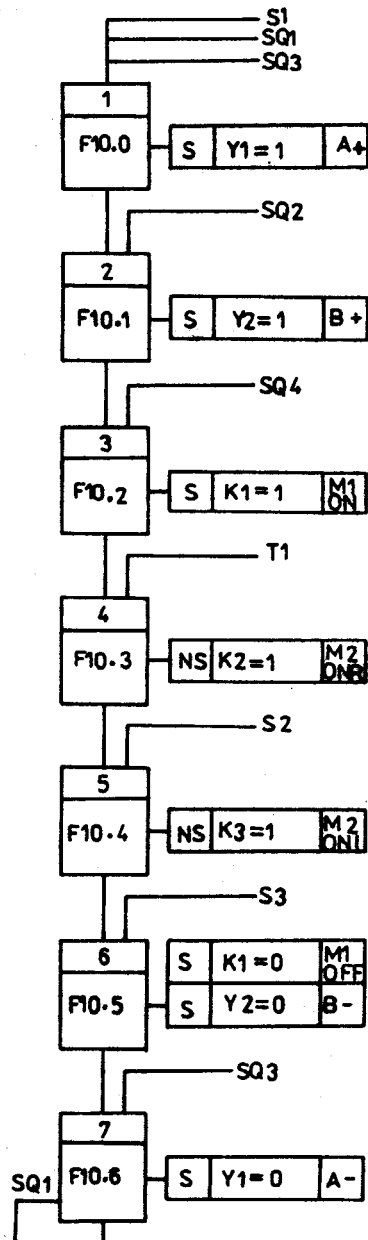 S1
SQ1
SQ3
1
F10.0
S Y1=1 A+
SQ2
2
F10.1
S Y2=1 B+
SQ4
3
F10.2
S K1=1 M1 ON
T1
4
F10.3
NS K2=1 M2
S2
5
F10.4
NS K3=1 M2
S3
6
F10.5
S K1=0 M1 OFF
S Y2=0 B-
SQ3
7
F10.6
S Y1=0 A-
SQ1